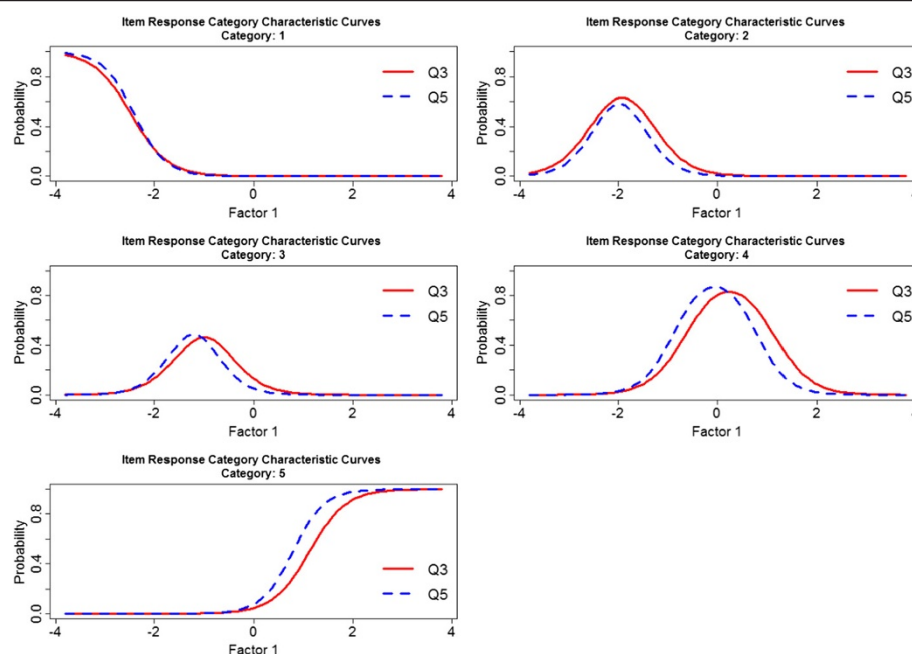 Item Response Category Characteristic Curves
Category: 1
Probability
0.0 0.4 0.8
Q3
Q5
-4 -2 0 2 4
Factor 1
Item Response Category Characteristic Curves
Category: 2
Probability
0.0 0.4 0.8
Q3
Q5
-4 -2 0 2
Factor 1
Item Response Category Characteristic Curves
Category: 3
Probability
0.0 0.4 0.8
Q3
Q5
-4 -2 0 2 4
Factor 1
Item Response Category Characteristic Curves
Category: 4
Probability
0.0 0.4 0.8
Q3
Q5
-4 -2 0 2
Factor 1
Item Response Category Characteristic Curves
Category: 5
Probability
0.0 0.4 0.8
Q3
Q5
-4 -2 0 2 4
Factor 1